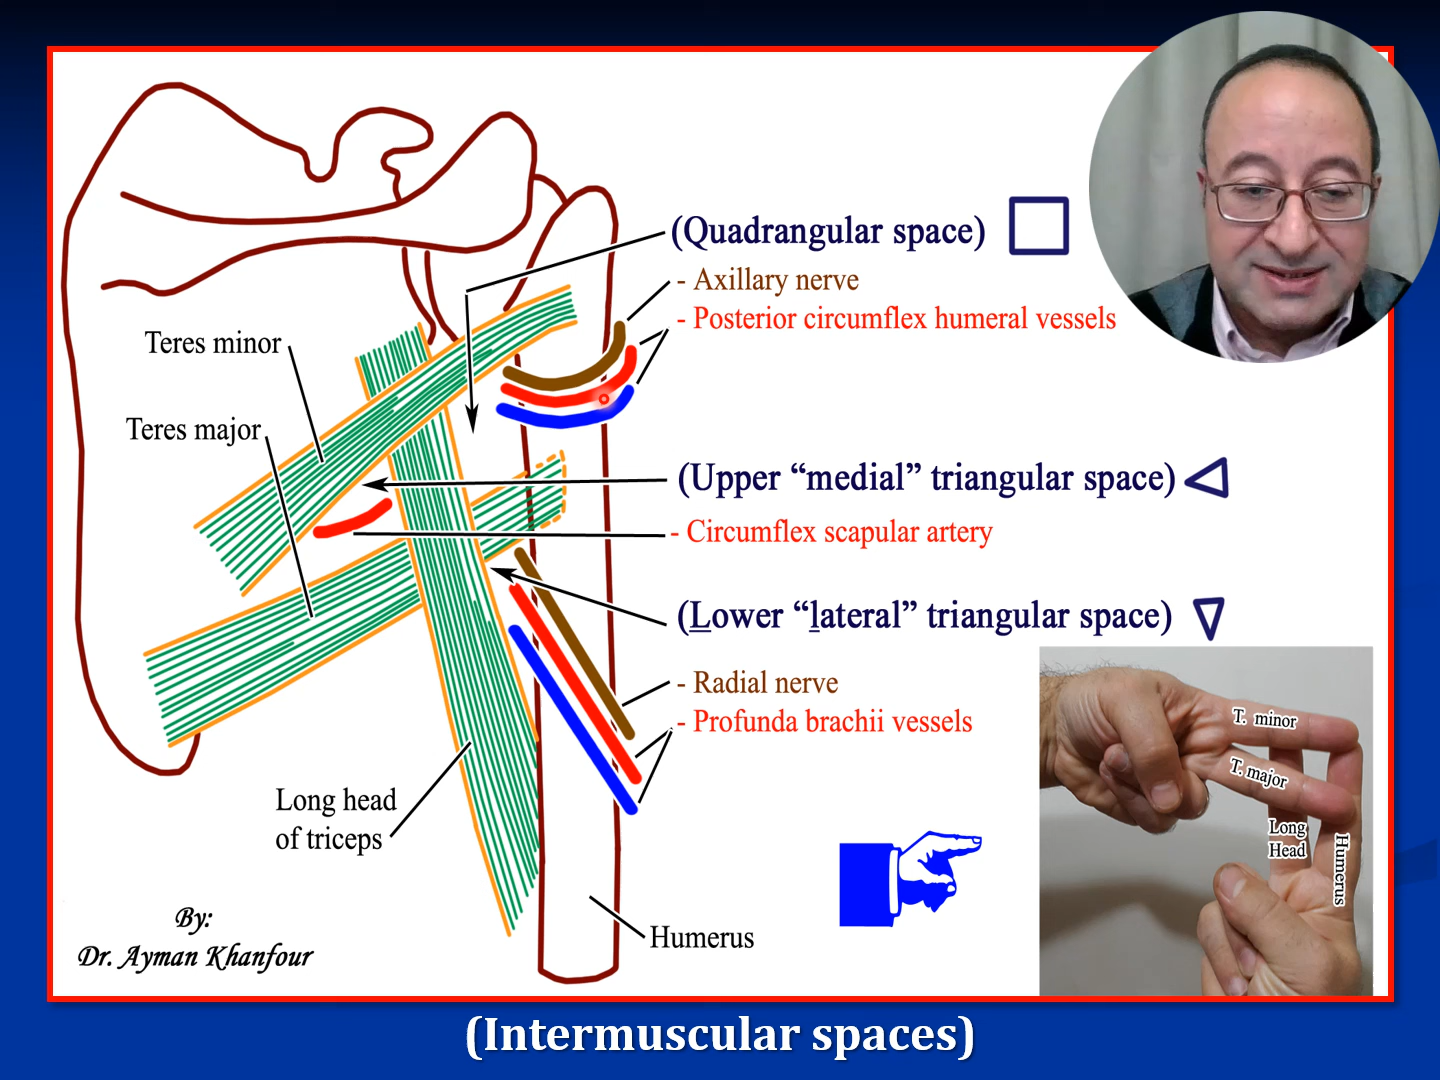 (Quadrangular space)
- Axillary nerve
- Posterior circumflex humeral vessels
Teres minor
Teres major
(Upper “medial” triangular space)
- Circumflex scapular artery
(Lower “lateral” triangular space)
- Radial nerve
- Profunda brachii vessels
T. minor
T. major
Long
Head
Humerus
Long head
of triceps
Humerus
By:
Dr. Ayman Khanfour
(Intermuscular spaces)